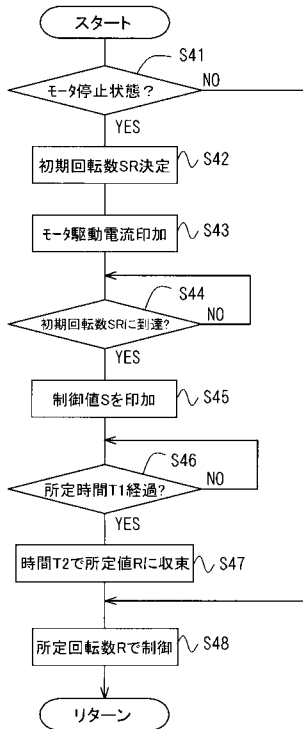 スタート
S41
モータ停止状態?
NO
YES
初期回転数SR決定
S42
モータ駆動電流印加
S43
S44
初期回転数SRに到達?
NO
YES
制御値Sを印加
S45
S46
所定時間T1経過?
NO
YES
時間T2で所定値Rに収束
S47
所定回転数Rで制御
S48
リターン